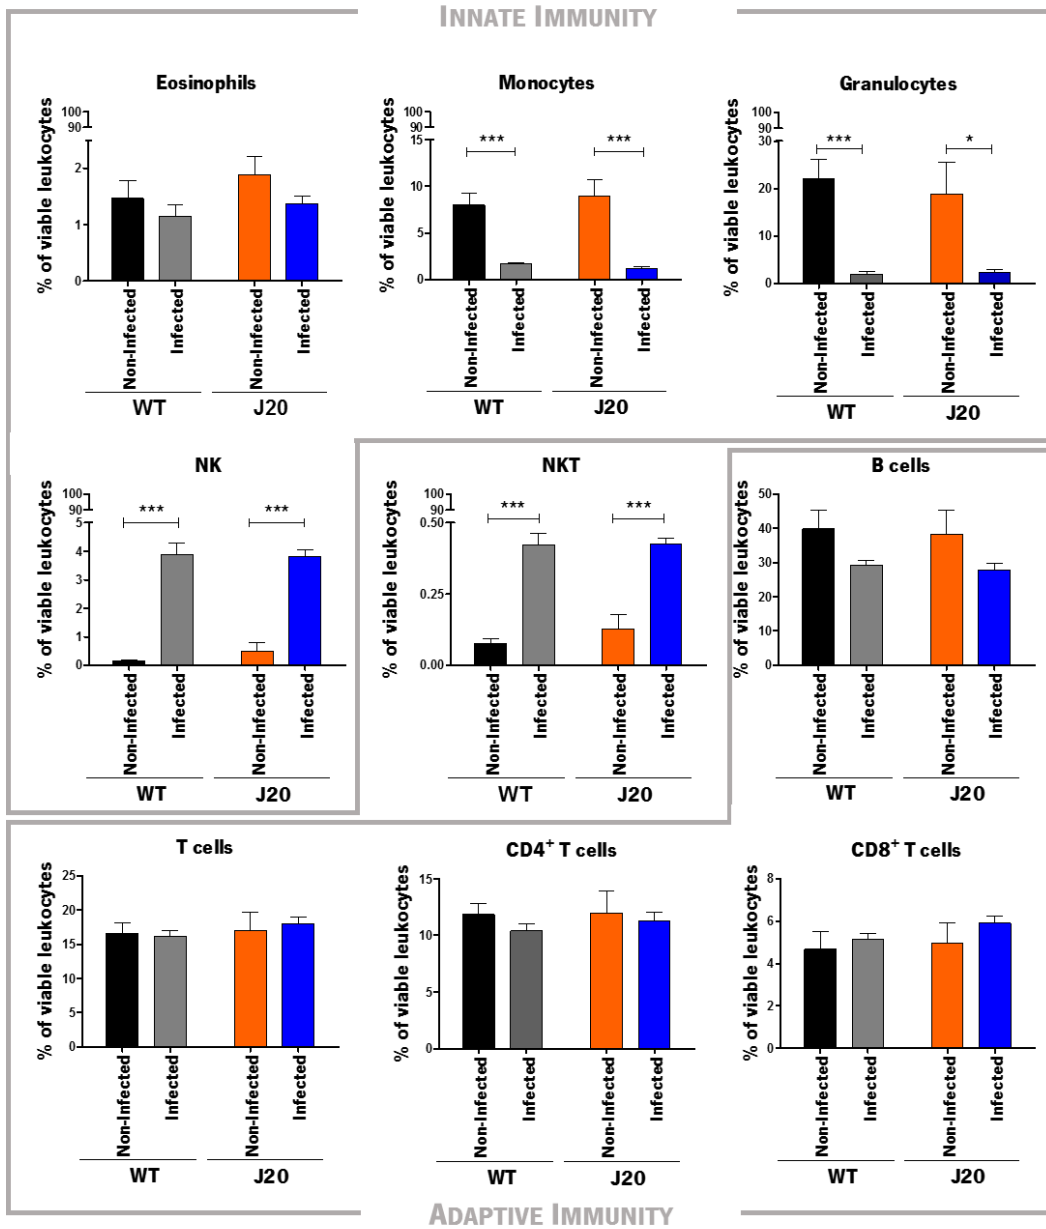 INNATE IMMUNITY
Eosinophils
% of viable leukocytes
100
90
2
1
0
Non-Infected
Infected
Non-Infected
Infected
WT
J20
Monocytes
% of viable leukocytes
100
90
15
10
5
0
***
***
Non-Infected
Infected
Non-Infected
Infected
WT
J20
Granulocytes
% of viable leukocytes
100
90
30
20
10
0
***
*
Non-Infected
Infected
Non-Infected
Infected
WT
J20
NK
% of viable leukocytes
100
90
5
4
3
2
1
0
***
***
Non-Infected
Infected
Non-Infected
Infected
WT
J20
NKT
% of viable leukocytes
100
90
0.50
0.25
0.00
***
***
Non-Infected
Infected
Non-Infected
Infected
WT
J20
B cells
% of viable leukocytes
50
40
30
20
10
0
Non-Infected
Infected
Non-Infected
Infected
WT
J20
T cells
% of viable leukocytes
25
20
15
10
5
0
Non-Infected
Infected
Non-Infected
Infected
WT
J20
CD4+ T cells
% of viable leukocytes
15
10
5
0
Non-Infected
Infected
Non-Infected
Infected
WT
J20
CD8+ T cells
% of viable leukocytes
8
6
4
2
0
Non-Infected
Infected
Non-Infected
Infected
WT
J20
ADAPTIVE IMMUNITY